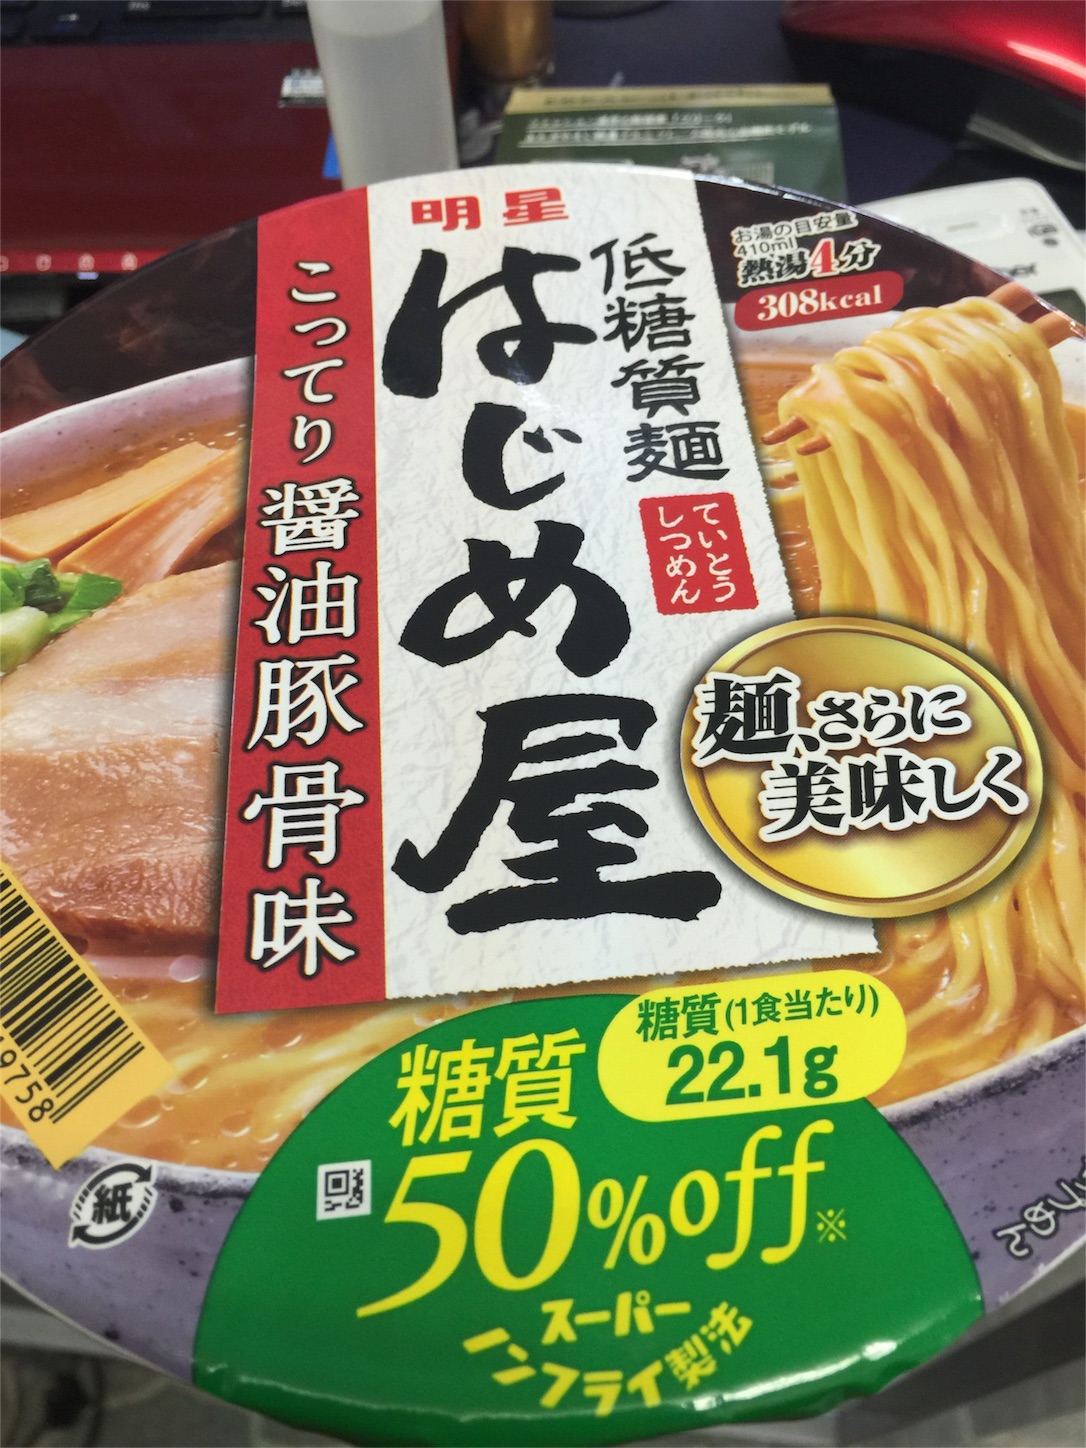 明星
低糖質麺
ていとう
しつめん
はじめ屋
こってり醤油豚骨味
お湯の目安量
410ml
熱湯4分
308kcal
麺、さらに
美味しく
糖質(1食当たり)
22.1g
糖質
50%off※
スーパー
ノンフライ製法
9758
紙